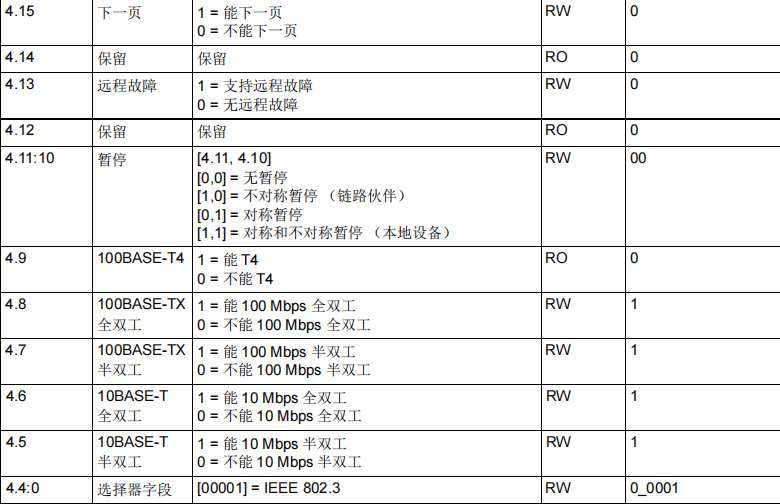 4.15 下一页 1 = 能下一页 RW 0
0 = 不能下一页
4.14 保留 保留 RO 0
4.13 远程故障 1 = 支持远程故障 RW 0
0 = 无远程故障
4.12 保留 保留 RO 0
4.11:10 暂停 [4.11, 4.10] RW 00
[0,0] = 无暂停
[1,0] = 不对称暂停 （链路伙伴）
[0,1] = 对称暂停
[1,1] = 对称和不对称暂停 （本地设备）
4.9 100BASE-T4 1 = 能 T4 RO 0
0 = 不能 T4
4.8 100BASE-TX 1 = 能 100 Mbps 全双工 RW 1
全双工 0 = 不能 100 Mbps 全双工
4.7 100BASE-TX 1 = 能 100 Mbps 半双工 RW 1
半双工 0 = 不能 100 Mbps 半双工
4.6 10BASE-T 1 = 能 10 Mbps 全双工 RW 1
全双工 0 = 不能 10 Mbps 全双工
4.5 10BASE-T 1 = 能 10 Mbps 半双工 RW 1
半双工 0 = 不能 10 Mbps 半双工
4.4:0 选择器字段 [00001] = IEEE 802.3 RW 0_0001